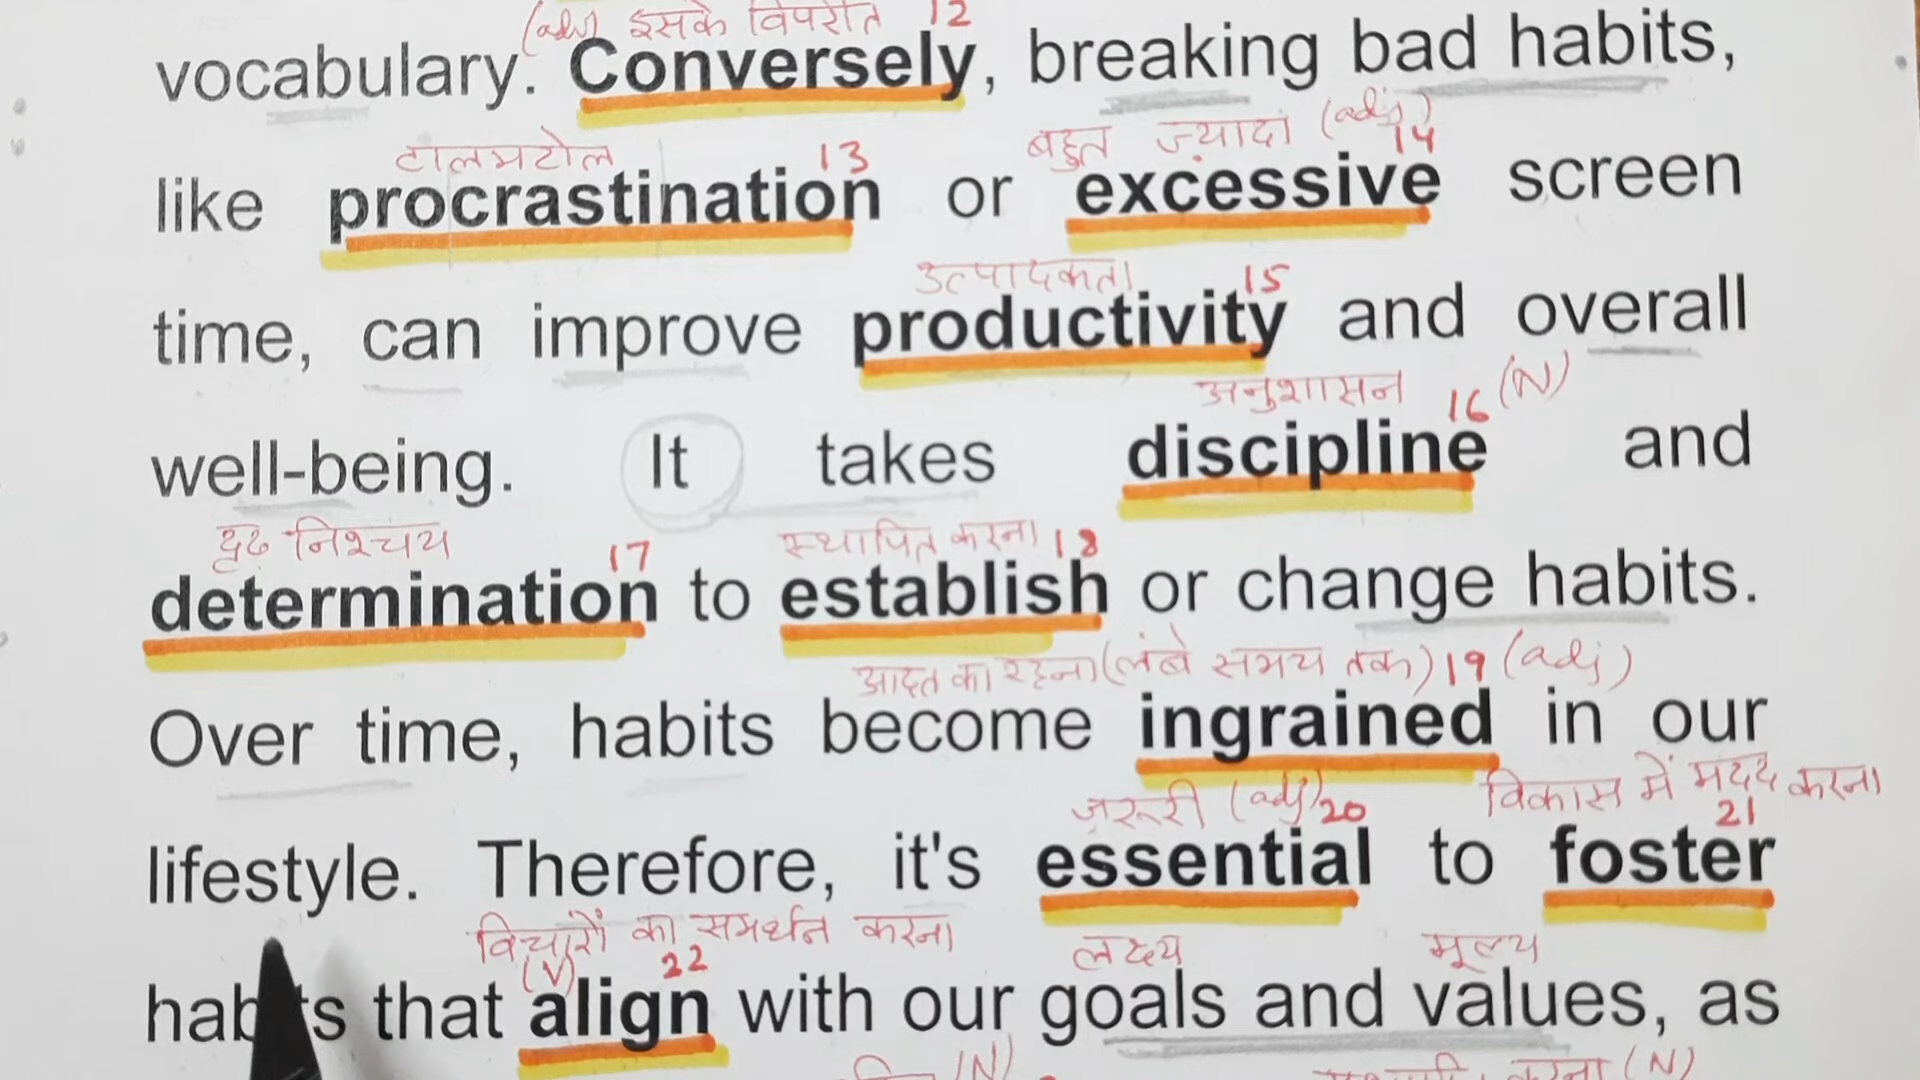 (adv) इसके विपरीत 12
vocabulary. Conversely, breaking bad habits,
टालमटोल 13 बहुत ज़्यादा (adj) 14
like procrastination or excessive screen
उत्पादकता 15
time, can improve productivity and overall
अनुशासन 16 (N)
well-being. It takes discipline and
दृढ़ निश्चय 17 स्थापित करना 18
determination to establish or change habits.
आदत का रहना (लंबे समय तक) 19 (adj)
Over time, habits become ingrained in our
ज़रूरी (adj) 20 विकास में मदद करना 21
lifestyle. Therefore, it's essential to foster
विचारों का समर्थन करना (V) 22 लक्ष्य मूल्य
habits that align with our goals and values, as
(N) करना (N)